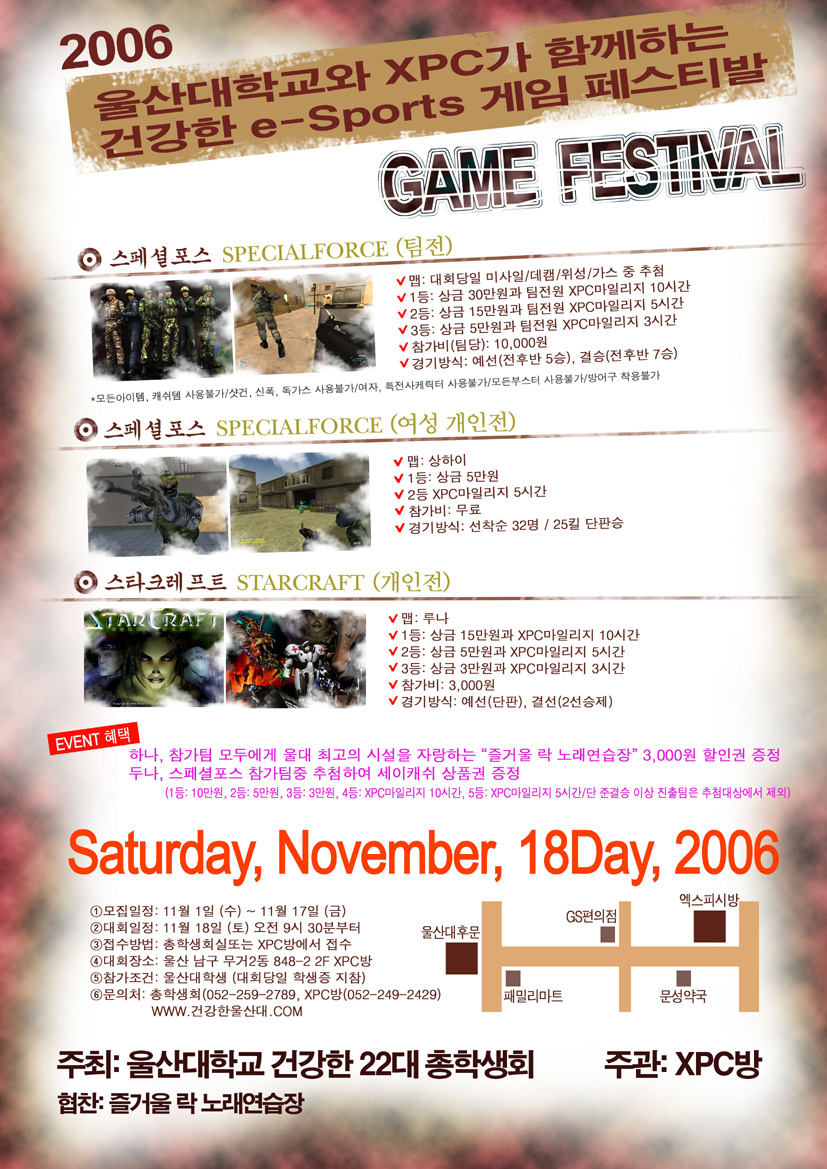 2006
울산대학교와 XPC가 함께하는
건강한 e-Sports 게임 페스티발
GAME FESTIVAL
스페셜포스 SPECIALFORCE (팀전)
맵: 대회당일 미사일/데캠/위성/가스 중 추첨
1등: 상금 30만원과 팀전원 XPC마일리지 10시간
2등: 상금 15만원과 팀전원 XPC마일리지 5시간
3등: 상금 5만원과 팀전원 XPC마일리지 3시간
참가비(팀당): 10,000원
경기방식: 예선(전후반 5승), 결승(전후반 7승)
*모든아이템, 캐쉬템 사용불가/샷건, 신폭, 독가스 사용불가/여자, 특전사케릭터 사용불가/모든부스터 사용불가/방어구 착용불가
스페셜포스 SPECIALFORCE (여성 개인전)
맵: 상하이
1등: 상금 5만원
2등 XPC마일리지 5시간
참가비: 무료
경기방식: 선착순 32명 / 25킬 단판승
스타크레프트 STARCRAFT (개인전)
STARCRAFT
맵: 루나
1등: 상금 15만원과 XPC마일리지 10시간
2등: 상금 5만원과 XPC마일리지 5시간
3등: 상금 3만원과 XPC마일리지 3시간
참가비: 3,000원
경기방식: 예선(단판), 결선(2선승제)
EVENT 혜택
하나, 참가팀 모두에게 울대 최고의 시설을 자랑하는 “즐거울 락 노래연습장” 3,000원 할인권 증정
두나, 스페셜포스 참가팀중 추첨하여 세이캐쉬 상품권 증정
(1등: 10만원, 2등: 5만원, 3등: 3만원, 4등: XPC마일리지 10시간, 5등: XPC마일리지 5시간/단 준결승 이상 진출팀은 추첨대상에서 제외)
Saturday, November, 18Day, 2006
①모집일정: 11월 1일 (수) ~ 11월 17일 (금)
②대회일정: 11월 18일 (토) 오전 9시 30분부터
③접수방법: 총학생회실또는 XPC방에서 접수
④대회장소: 울산 남구 무거2동 848-2 2F XPC방
⑤참가조건: 울산대학생 (대회당일 학생증 지참)
⑥문의처: 총학생회(052-259-2789, XPC방(052-249-2429)
WWW.건강한울산대.COM
엑스피시방
GS편의점
울산대후문
패밀리마트
문성약국
주최: 울산대학교 건강한 22대 총학생회
주관: XPC방
협찬: 즐거울 락 노래연습장